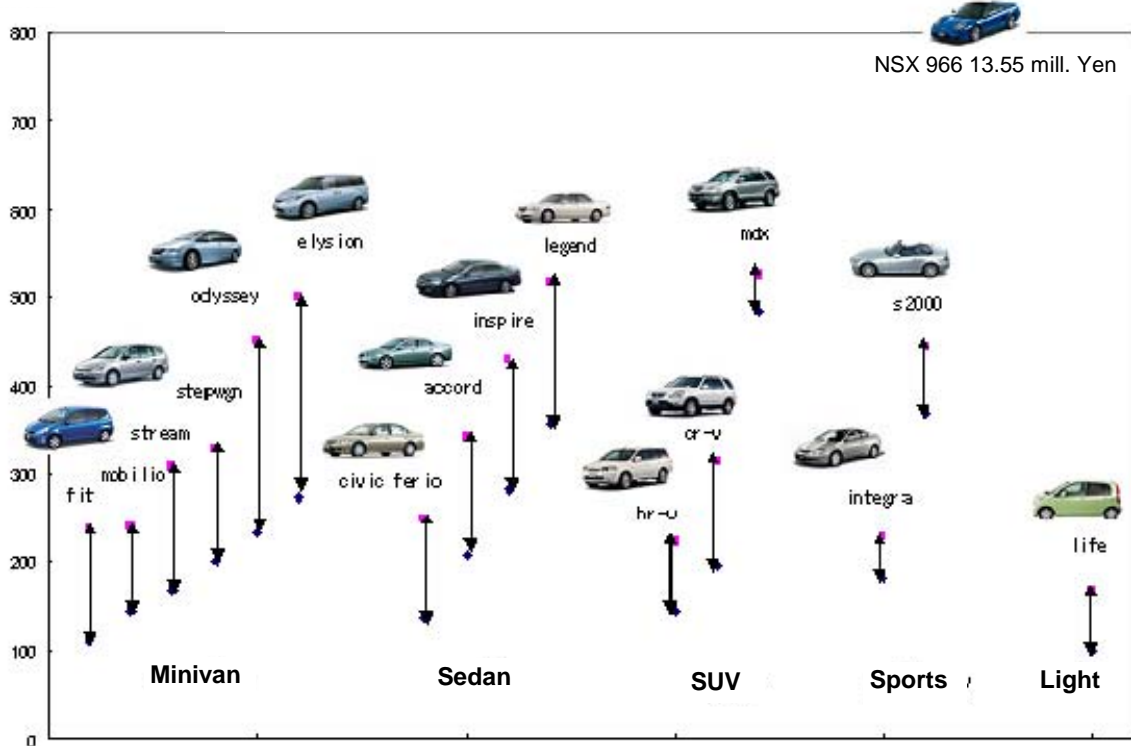 800
NSX 966 13.55 mill. Yen
700
600
elysion
legend
mdx
odyssey
500
inspire
s2000
stepwgn
accord
400
stream
cr-v
mobilio
civic ferio
300
fit
hr-v
integra
life
200
100
Minivan
Sedan
SUV
Sports
Light
0